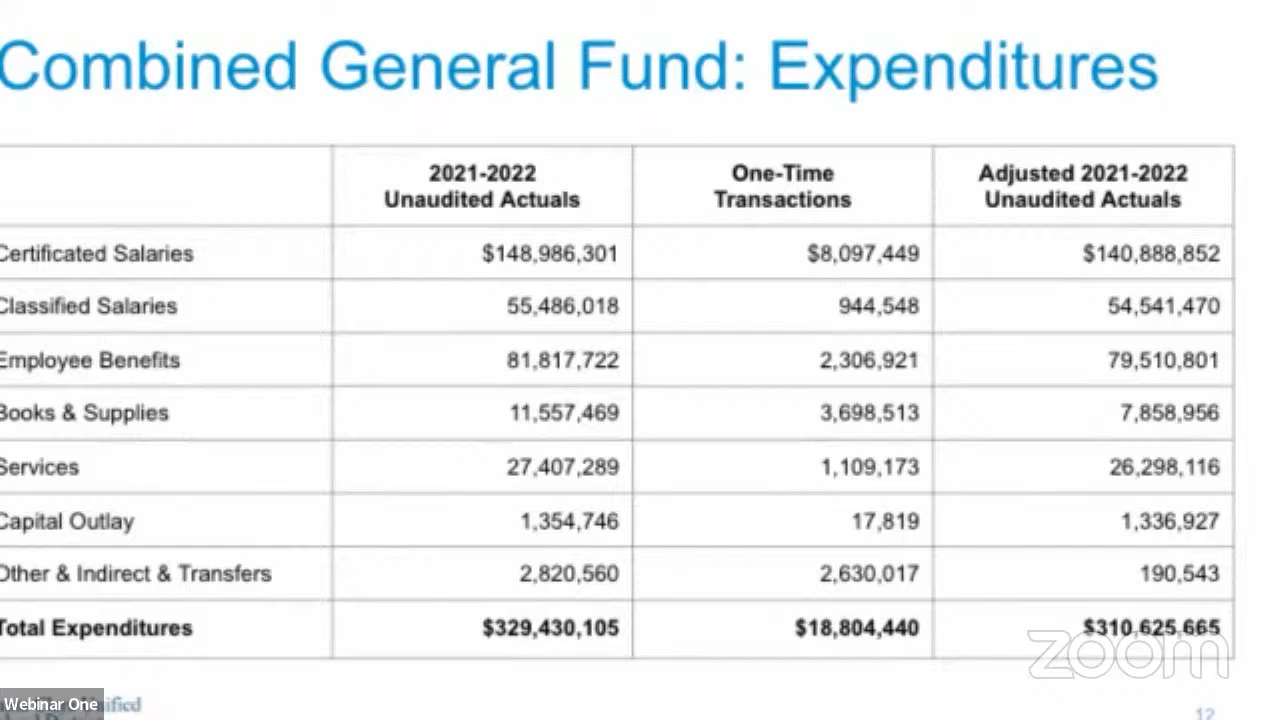 Combined General Fund: Expenditures
2021-2022 Unaudited Actuals One-Time Transactions Adjusted 2021-2022 Unaudited Actuals
Certificated Salaries $148,986,301 $8,097,449 $140,888,852
Classified Salaries 55,486,018 944,548 54,541,470
Employee Benefits 81,817,722 2,306,921 79,510,801
Books & Supplies 11,557,469 3,698,513 7,858,956
Services 27,407,289 1,109,173 26,298,116
Capital Outlay 1,354,746 17,819 1,336,927
Other & Indirect & Transfers 2,820,560 2,630,017 190,543
Total Expenditures $329,430,105 $18,804,440 $310,625,665
zoom
Webinar One
12